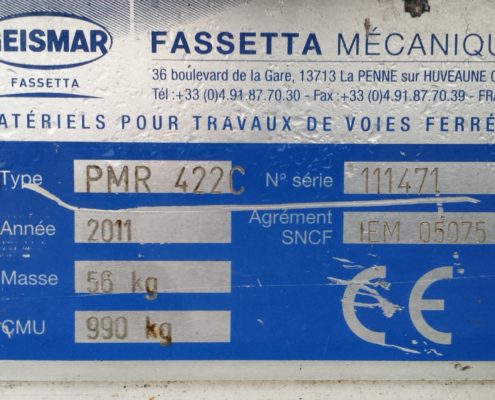 GEISMAR
FASSETTA
FASSETTA MÉCANIQU
36 boulevard de la Gare, 13713 La PENNE sur HUVEAUNE C
Tél :+33 (0)4.91.87.70.30 - Fax :+33 (0)4.91.87.70.39 - FRA
ATÉRIELS POUR TRAVAUX DE VOIES FERRÉ
Type PMR 422C N° série 111471
Année 2011 Agrément SNCF IEM 05075
Masse 56 kg
CMU 990 kg
CE